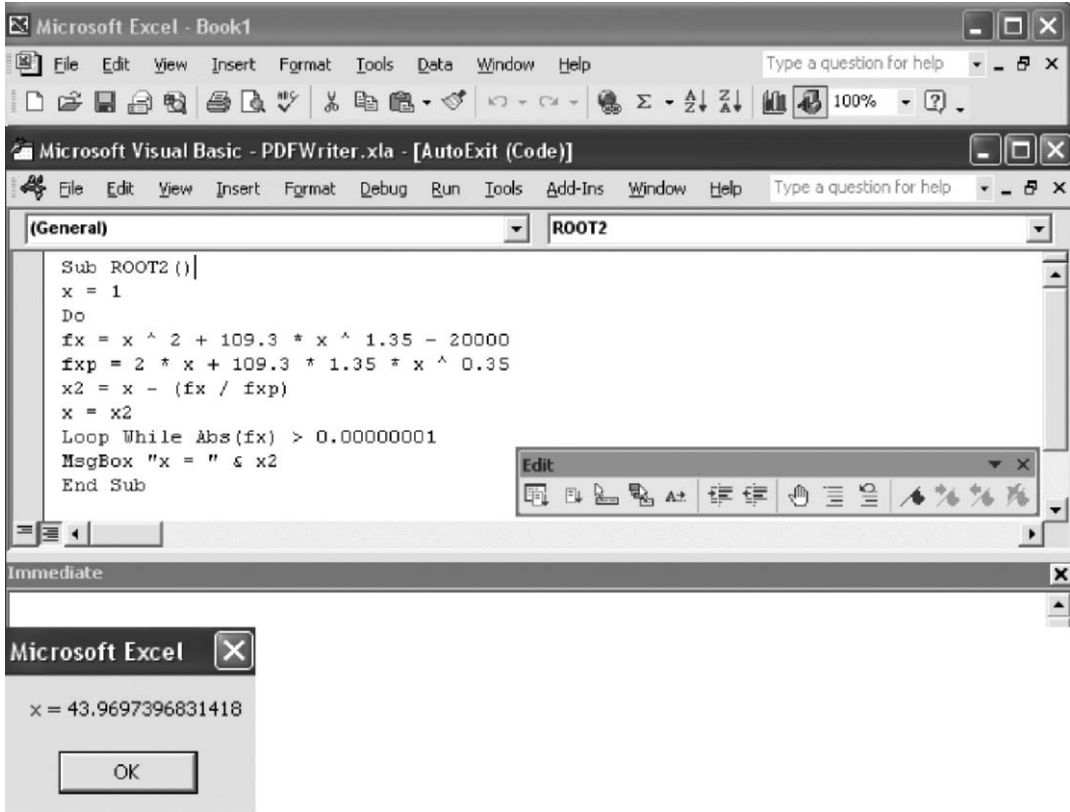 Microsoft Excel - Book1
File Edit View Insert Format Tools Data Window Help Type a question for help
100%
Microsoft Visual Basic - PDFWriter.xla - [AutoExit (Code)]
File Edit View Insert Format Debug Run Tools Add-Ins Window Help Type a question for help
(General) ROOT2
Sub ROOT2()
x = 1
Do
fx = x ^ 2 + 109.3 * x ^ 1.35 - 20000
fxp = 2 * x + 109.3 * 1.35 * x ^ 0.35
x2 = x - (fx / fxp)
x = x2
Loop While Abs(fx) > 0.00000001
MsgBox "x = " & x2
End Sub
Edit
Immediate
Microsoft Excel
x = 43.9697396831418
OK